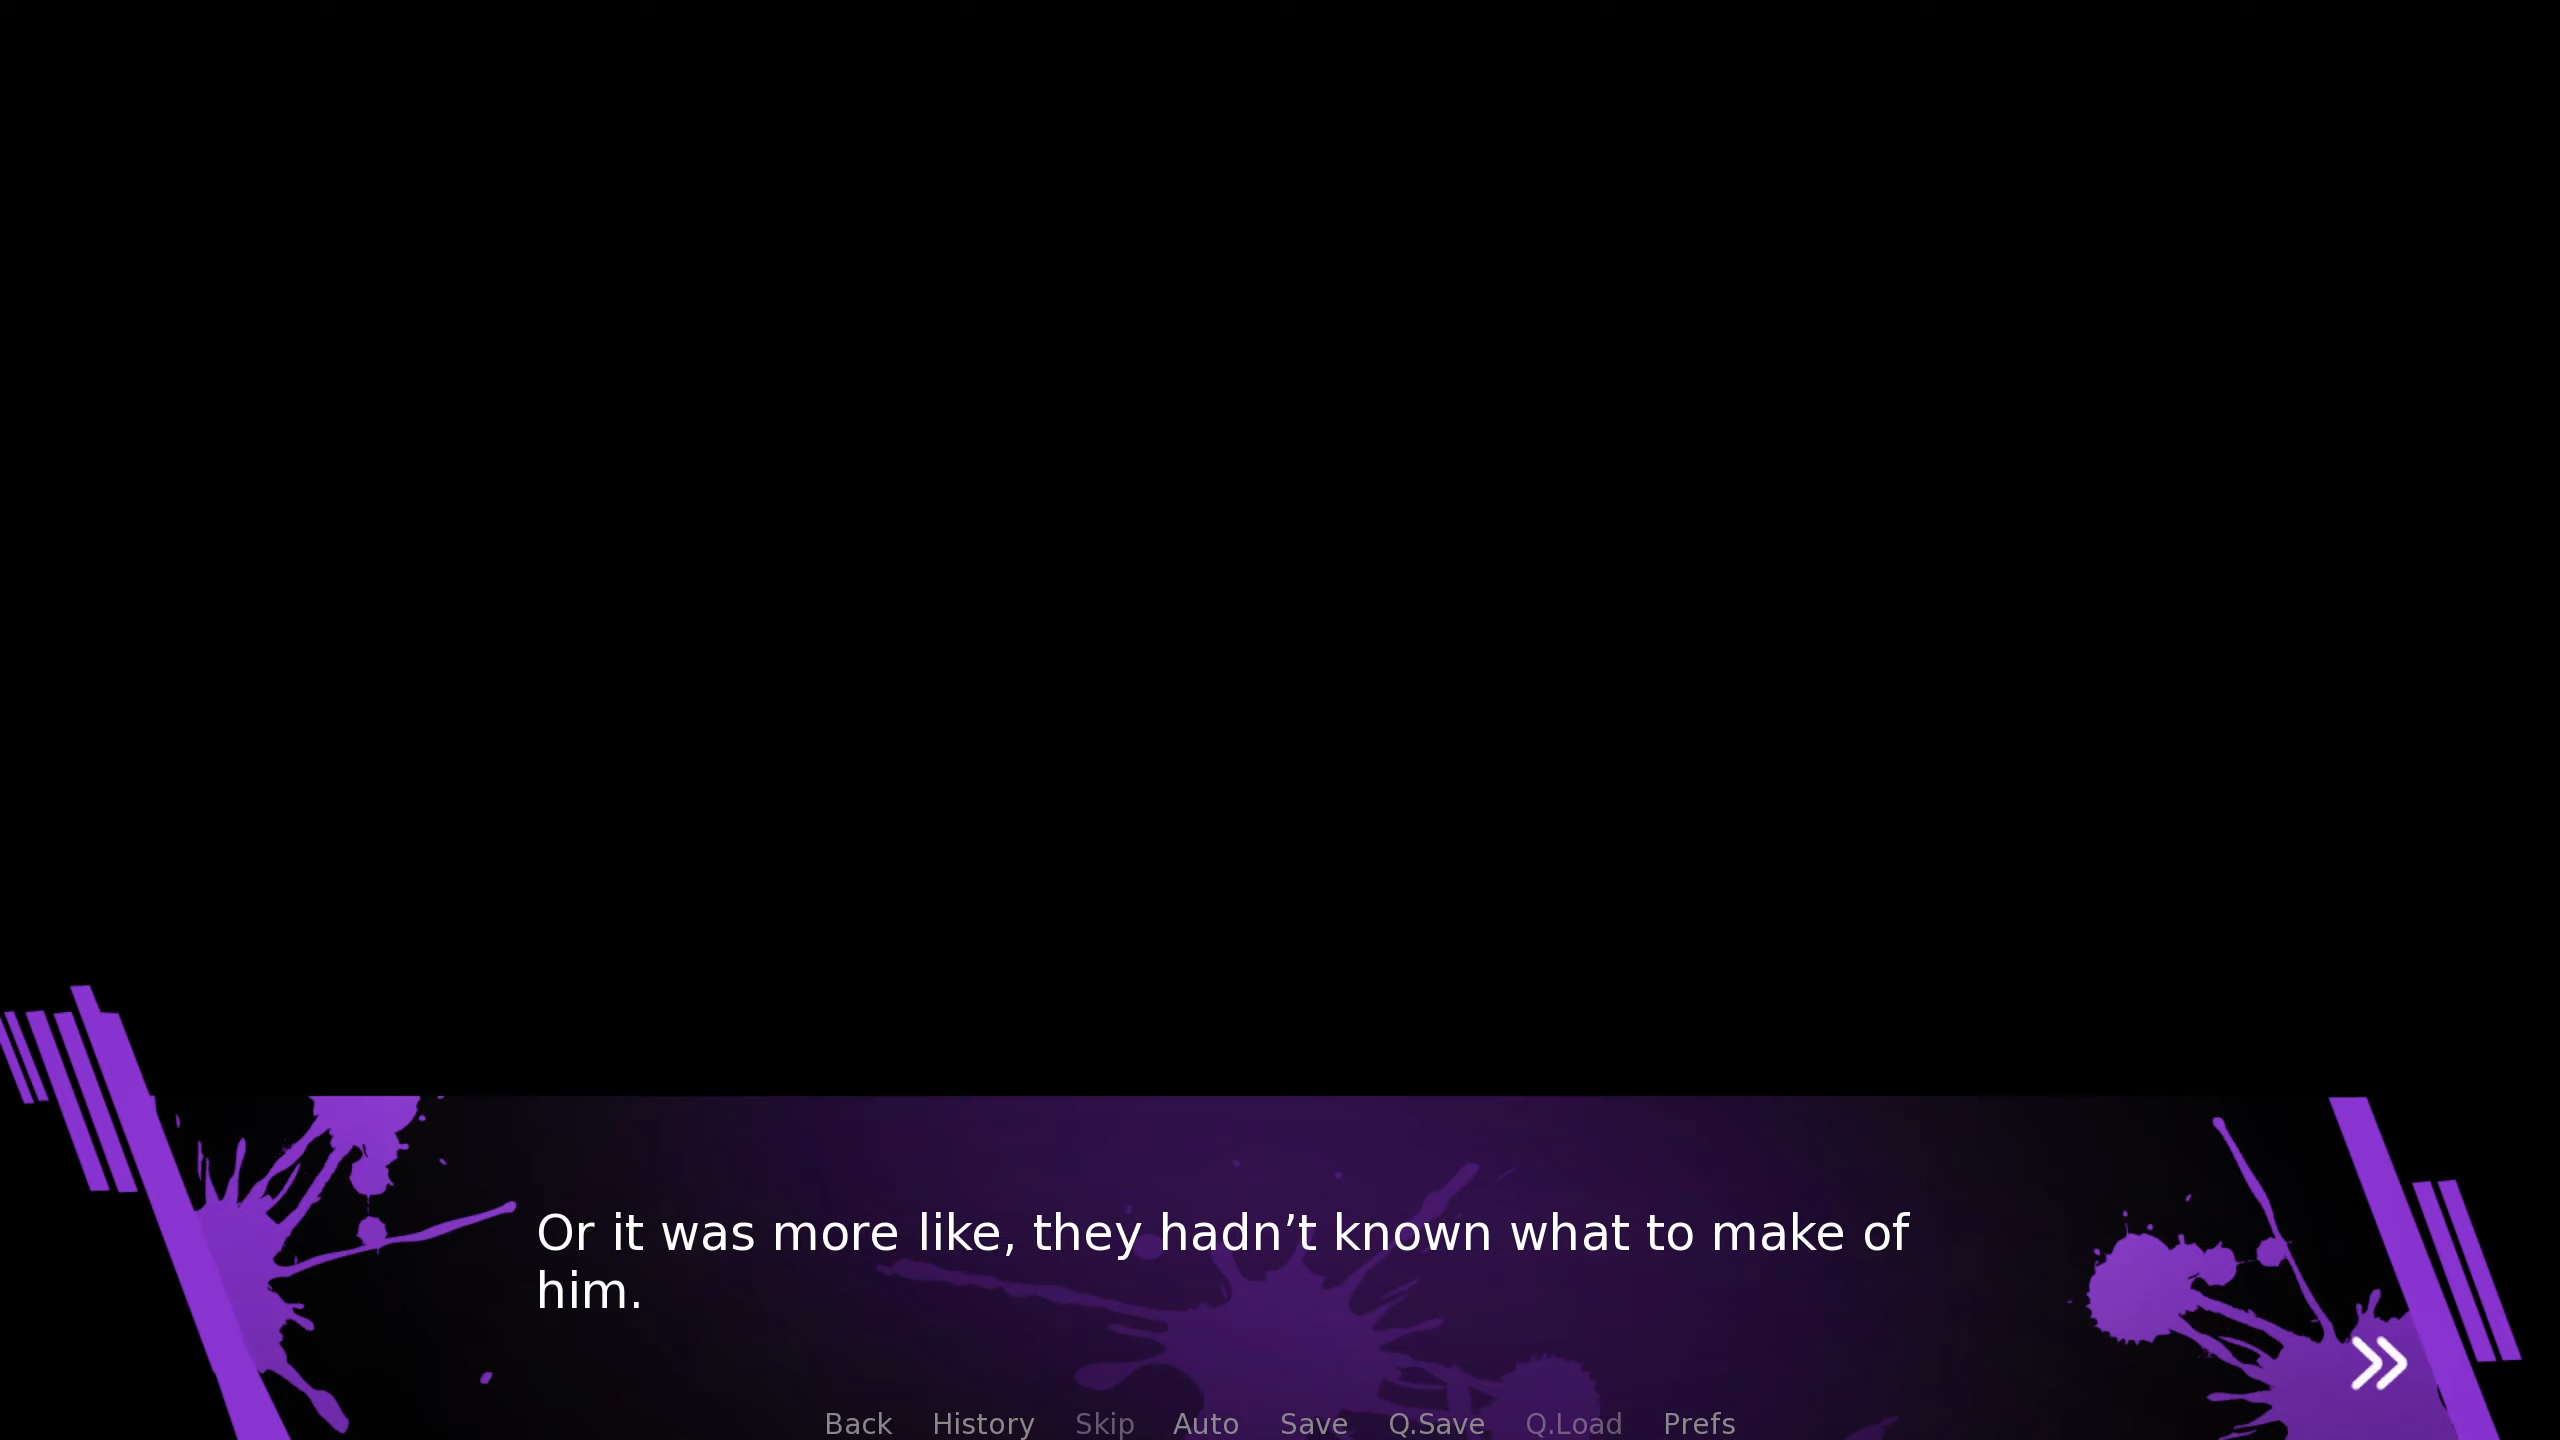 Or it was more like, they hadn’t known what to make of
him.
Back History Skip Auto Save Q.Save Q.Load Prefs